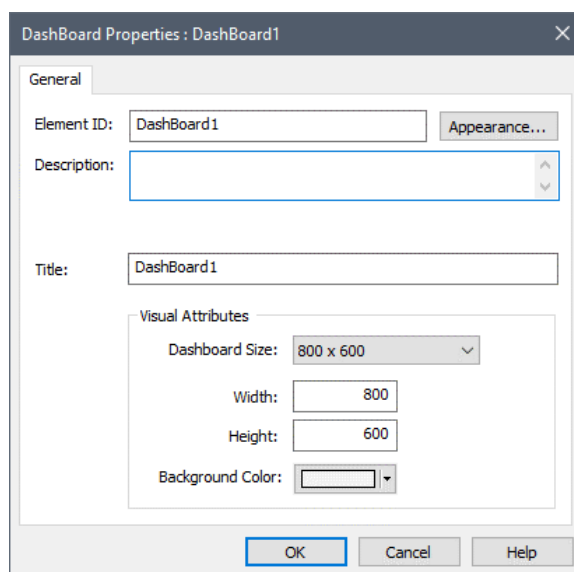 DashBoard Properties : DashBoard1
General
Element ID: DashBoard1 Appearance...
Description:
Title: DashBoard1
Visual Attributes
Dashboard Size: 800 x 600
Width: 800
Height: 600
Background Color:
OK Cancel Help